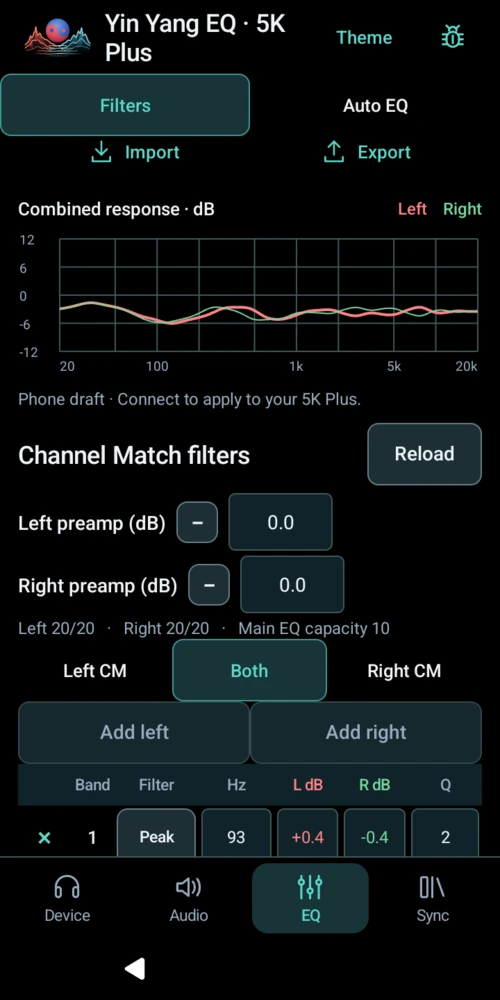 Yin Yang EQ · 5K
Plus
Theme
Filters
Auto EQ
Import
Export
Combined response · dB
Left
Right
12
6
0
-6
-12
20
100
1k
5k
20k
Phone draft · Connect to apply to your 5K Plus.
Channel Match filters
Reload
Left preamp (dB)
−
0.0
Right preamp (dB)
−
0.0
Left 20/20 · Right 20/20 · Main EQ capacity 10
Left CM
Both
Right CM
Add left
Add right
Band
Filter
Hz
L dB
R dB
Q
×
1
Peak
93
+0.4
-0.4
2
Device
Audio
EQ
Sync